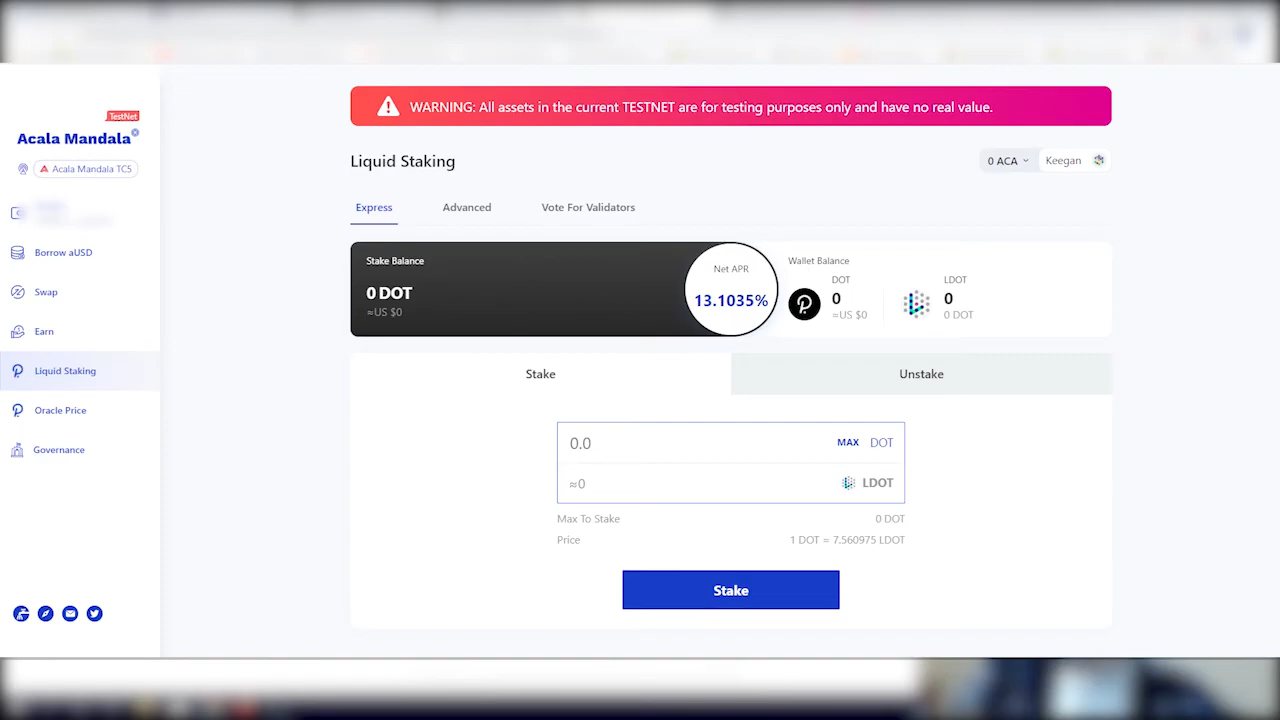 WARNING: All assets in the current TESTNET are for testing purposes only and have no real value.
TestNet
Acala Mandala
Acala Mandala TC5
Borrow aUSD
Swap
Earn
Liquid Staking
Oracle Price
Governance
Liquid Staking
0 ACA
Keegan
Express
Advanced
Vote For Validators
Stake Balance
0 DOT
≈US $0
Net APR
13.1035%
Wallet Balance
DOT
0
≈US $0
LDOT
0
0 DOT
Stake
Unstake
0.0
MAX DOT
≈0
LDOT
Max To Stake
0 DOT
Price
1 DOT = 7.560975 LDOT
Stake